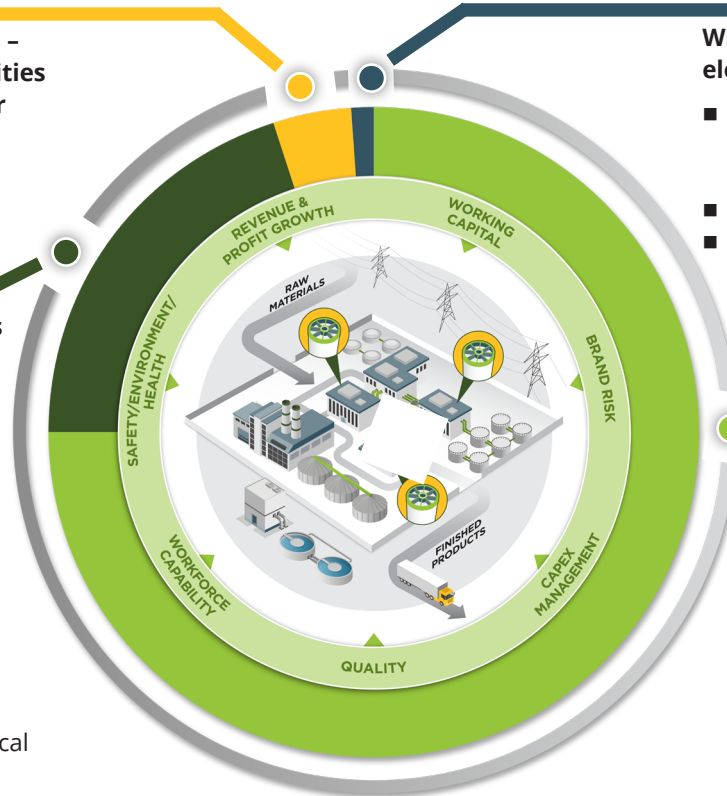 –
ities
r
s
cal
W
REVENUE &
PROFIT GROWTH
WORKING
CAPITAL
BRAND RISK
CAPEX
MANAGEMENT
QUALITY
WORKFORCE
CAPABILITY
SAFETY/ENVIRONMENT/
HEALTH
RAW
MATERIALS
FINISHED
PRODUCTS